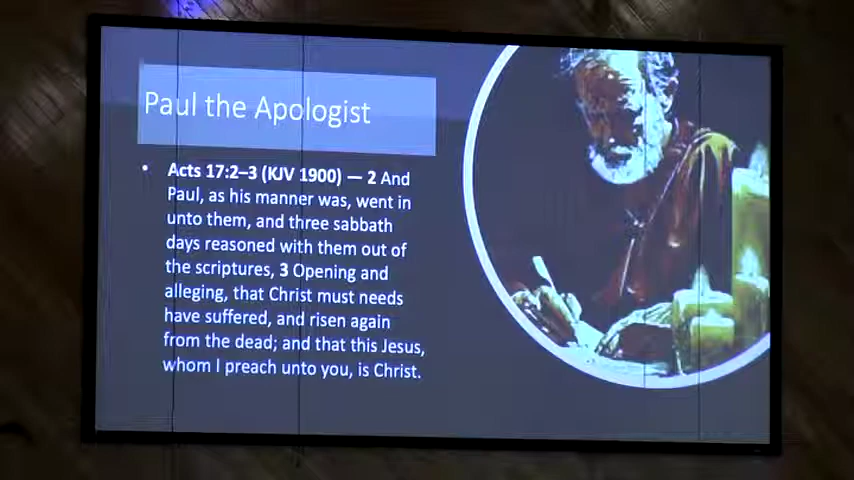 Paul the Apologist
• Acts 17:2–3 (KJV 1900) — 2 And
Paul, as his manner was, went in
unto them, and three sabbath
days reasoned with them out of
the scriptures, 3 Opening and
alleging, that Christ must needs
have suffered, and risen again
from the dead; and that this Jesus,
whom I preach unto you, is Christ.